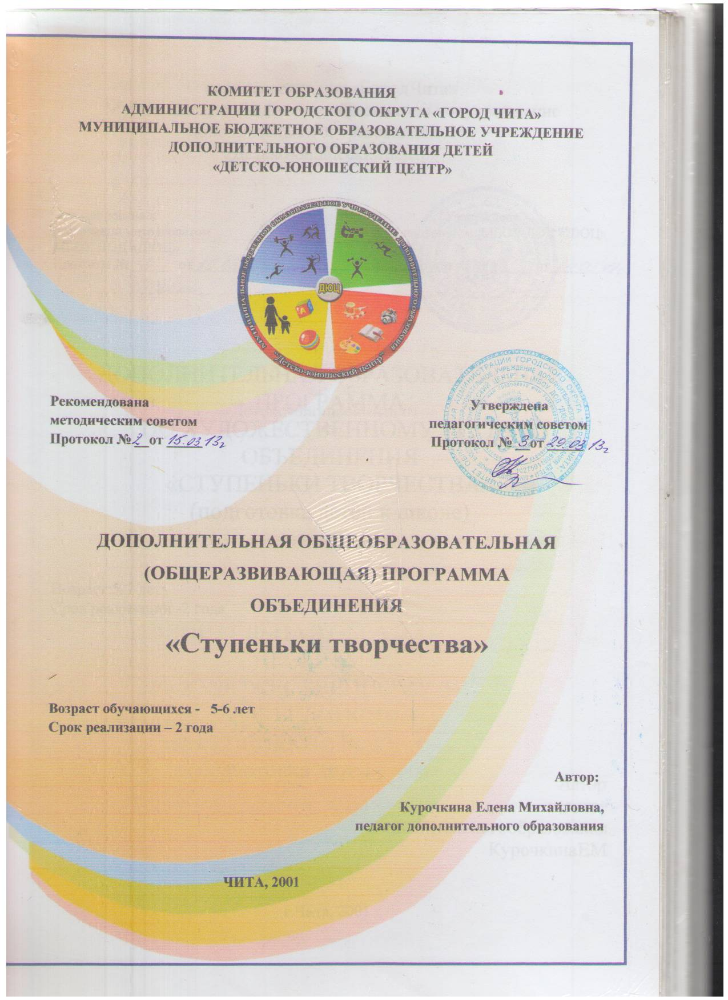 КОМИТЕТ ОБРАЗОВАНИЯ
АДМИНИСТРАЦИИ ГОРОДСКОГО ОКРУГА «ГОРОД ЧИТА»
МУНИЦИПАЛЬНОЕ БЮДЖЕТНОЕ ОБРАЗОВАТЕЛЬНОЕ УЧРЕЖДЕНИЕ
ДОПОЛНИТЕЛЬНОГО ОБРАЗОВАНИЯ ДЕТЕЙ
«ДЕТСКО-ЮНОШЕСКИЙ ЦЕНТР»
МУНИЦИПАЛЬНОЕ БЮДЖЕТНОЕ ОБРАЗОВАТЕЛЬНОЕ УЧРЕЖДЕНИЕ ДОПОЛНИТЕЛЬНОГО ОБРАЗОВАНИЯ
ДЮЦ
"Детско-юношеский центр"
Рекомендована
методическим советом
Протокол № 2 от 15.03.13г
Утверждена
педагогическим советом
Протокол № 3 от 29.03.13г
ДОПОЛНИТЕЛЬНАЯ ОБЩЕОБРАЗОВАТЕЛЬНАЯ
(ОБЩЕРАЗВИВАЮЩАЯ) ПРОГРАММА
ОБЪЕДИНЕНИЯ
«Ступеньки творчества»
Возраст обучающихся - 5-6 лет
Срок реализации – 2 года
Автор:
Курочкина Елена Михайловна,
педагог дополнительного образования
КурочкинаЕМ
ЧИТА, 2001